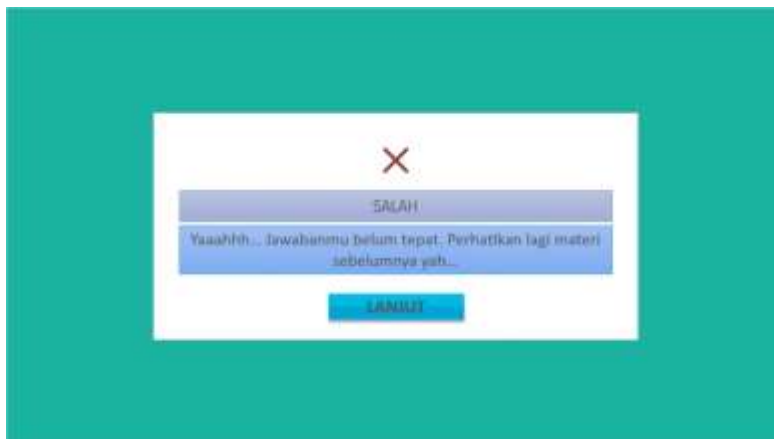 SALAH
Yaaahhh... Jawabanmu belum tepat. Perhatikan lagi materi
sebelumnya yah...
LANJUT